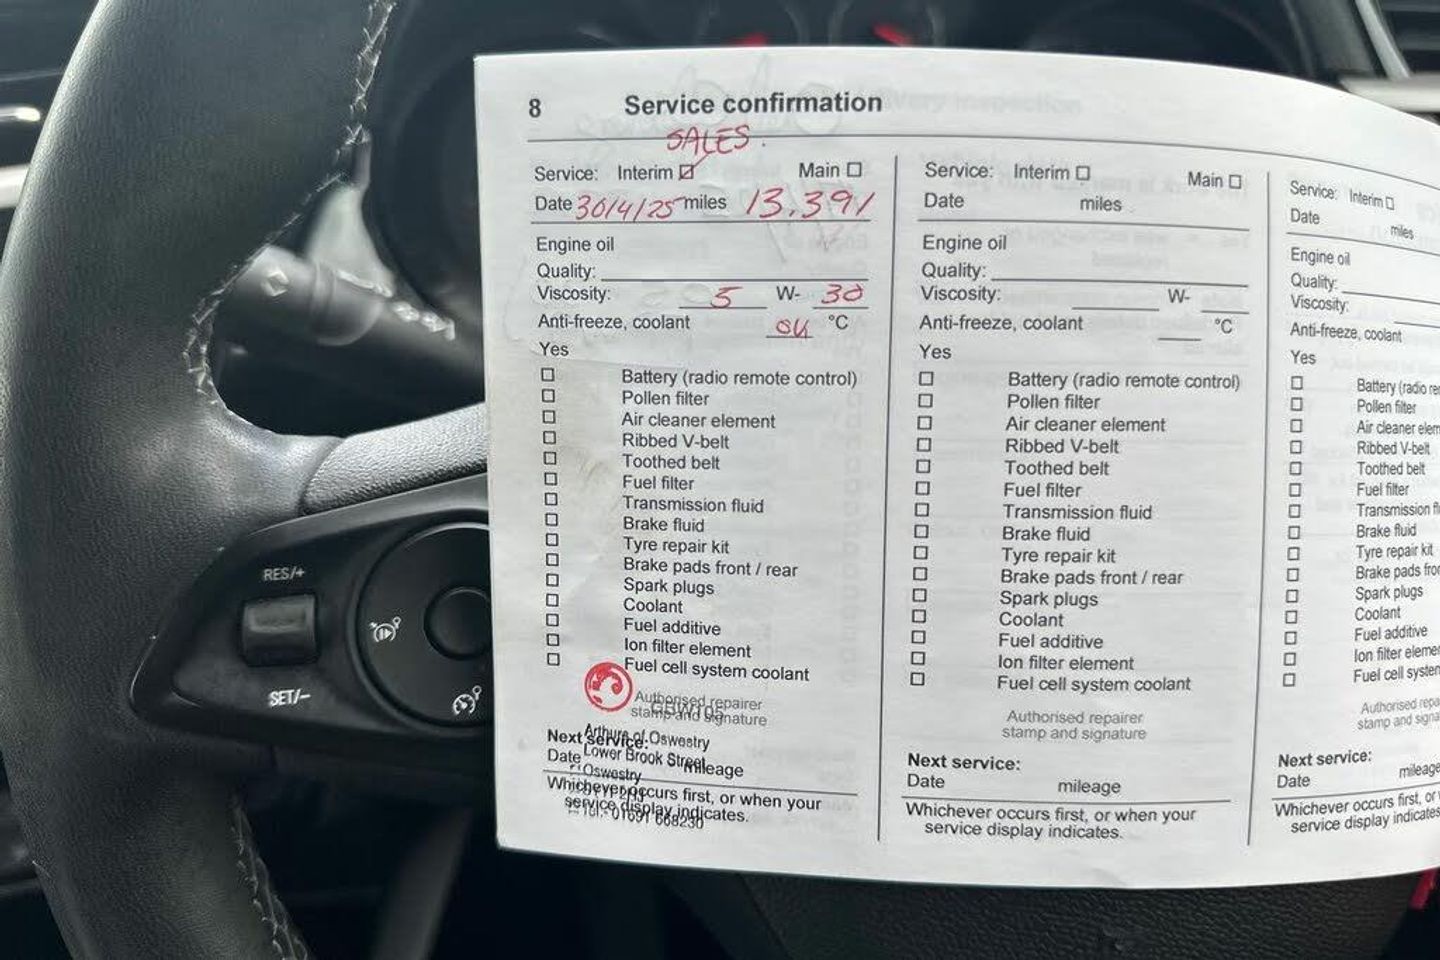 8 Service confirmation
SALES.
Service: Interim ☑ Main ☐
Date 30/4/25 miles 13.391
Engine oil
Quality:
Viscosity: 5 W- 30
Anti-freeze, coolant OK °C
Yes
☐ Battery (radio remote control)
☐ Pollen filter
☐ Air cleaner element
☐ Ribbed V-belt
☐ Toothed belt
☐ Fuel filter
☐ Transmission fluid
☐ Brake fluid
☐ Tyre repair kit
☐ Brake pads front / rear
☐ Spark plugs
☐ Coolant
☐ Fuel additive
☐ Ion filter element
☐ Fuel cell system coolant
Authorised repairer
stamp and signature
Arthurs of Oswestry
Lower Brook Street
Oswestry
Tel:- 01691 668230
Next service:
Date mileage
Whichever occurs first, or when your
service display indicates.
Service: Interim ☐ Main ☐
Date miles
Engine oil
Quality:
Viscosity: W-
Anti-freeze, coolant °C
Yes
☐ Battery (radio remote control)
☐ Pollen filter
☐ Air cleaner element
☐ Ribbed V-belt
☐ Toothed belt
☐ Fuel filter
☐ Transmission fluid
☐ Brake fluid
☐ Tyre repair kit
☐ Brake pads front / rear
☐ Spark plugs
☐ Coolant
☐ Fuel additive
☐ Ion filter element
☐ Fuel cell system coolant
Authorised repairer
stamp and signature
Next service:
Date mileage
Whichever occurs first, or when your
service display indicates.
Service: Interim ☐
Date miles
Engine oil
Quality:
Viscosity:
Anti-freeze, coolant
Yes
☐ Battery (radio re
☐ Pollen filter
☐ Air cleaner elem
☐ Ribbed V-belt
☐ Toothed belt
☐ Fuel filter
☐ Transmission fl
☐ Brake fluid
☐ Tyre repair kit
☐ Brake pads fron
☐ Spark plugs
☐ Coolant
☐ Fuel additive
☐ Ion filter eleme
☐ Fuel cell system
Authorised repa
stamp and signa
Next service:
Date mileage
Whichever occurs first, or
service display indicate
RES/+
SET/-